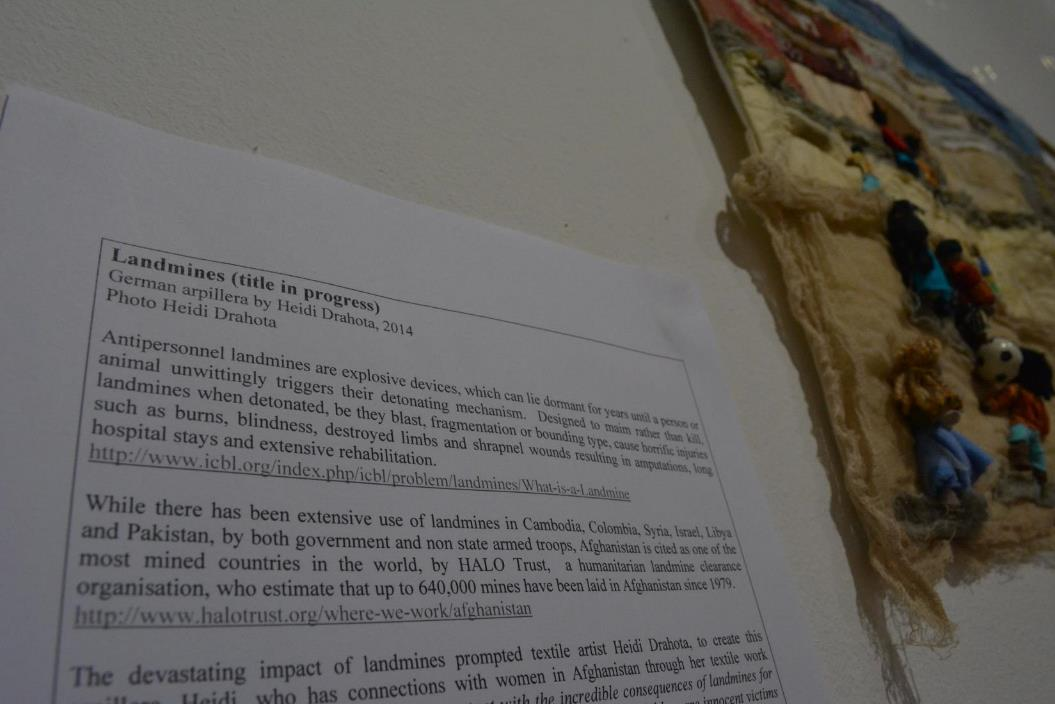 Landmines (title in progress)
German arpillera by Heidi Drahota, 2014
Photo Heidi Drahota
Antipersonnel landmines are explosive devices, which can lie dormant for years until a person or
animal unwittingly triggers their detonating mechanism. Designed to maim rather than kill,
landmines when detonated, be they blast, fragmentation or bounding type, cause horrific injuries
such as burns, blindness, destroyed limbs and shrapnel wounds resulting in amputations, long
hospital stays and extensive rehabilitation.
http://www.icbl.org/index.php/icbl/problem/landmines/What-is-a-Landmine
While there has been extensive use of landmines in Cambodia, Colombia, Syria, Israel, Libya
and Pakistan, by both government and non state armed troops, Afghanistan is cited as one of the
most mined countries in the world, by HALO Trust, a humanitarian landmine clearance
organisation, who estimate that up to 640,000 mines have been laid in Afghanistan since 1979.
http://www.halotrust.org/where-we-work/afghanistan
The devastating impact of landmines prompted textile artist Heidi Drahota, to create this
Heidi, who has connections with women in Afghanistan through her textile work
with the incredible consequences of landmines for
innocent victims